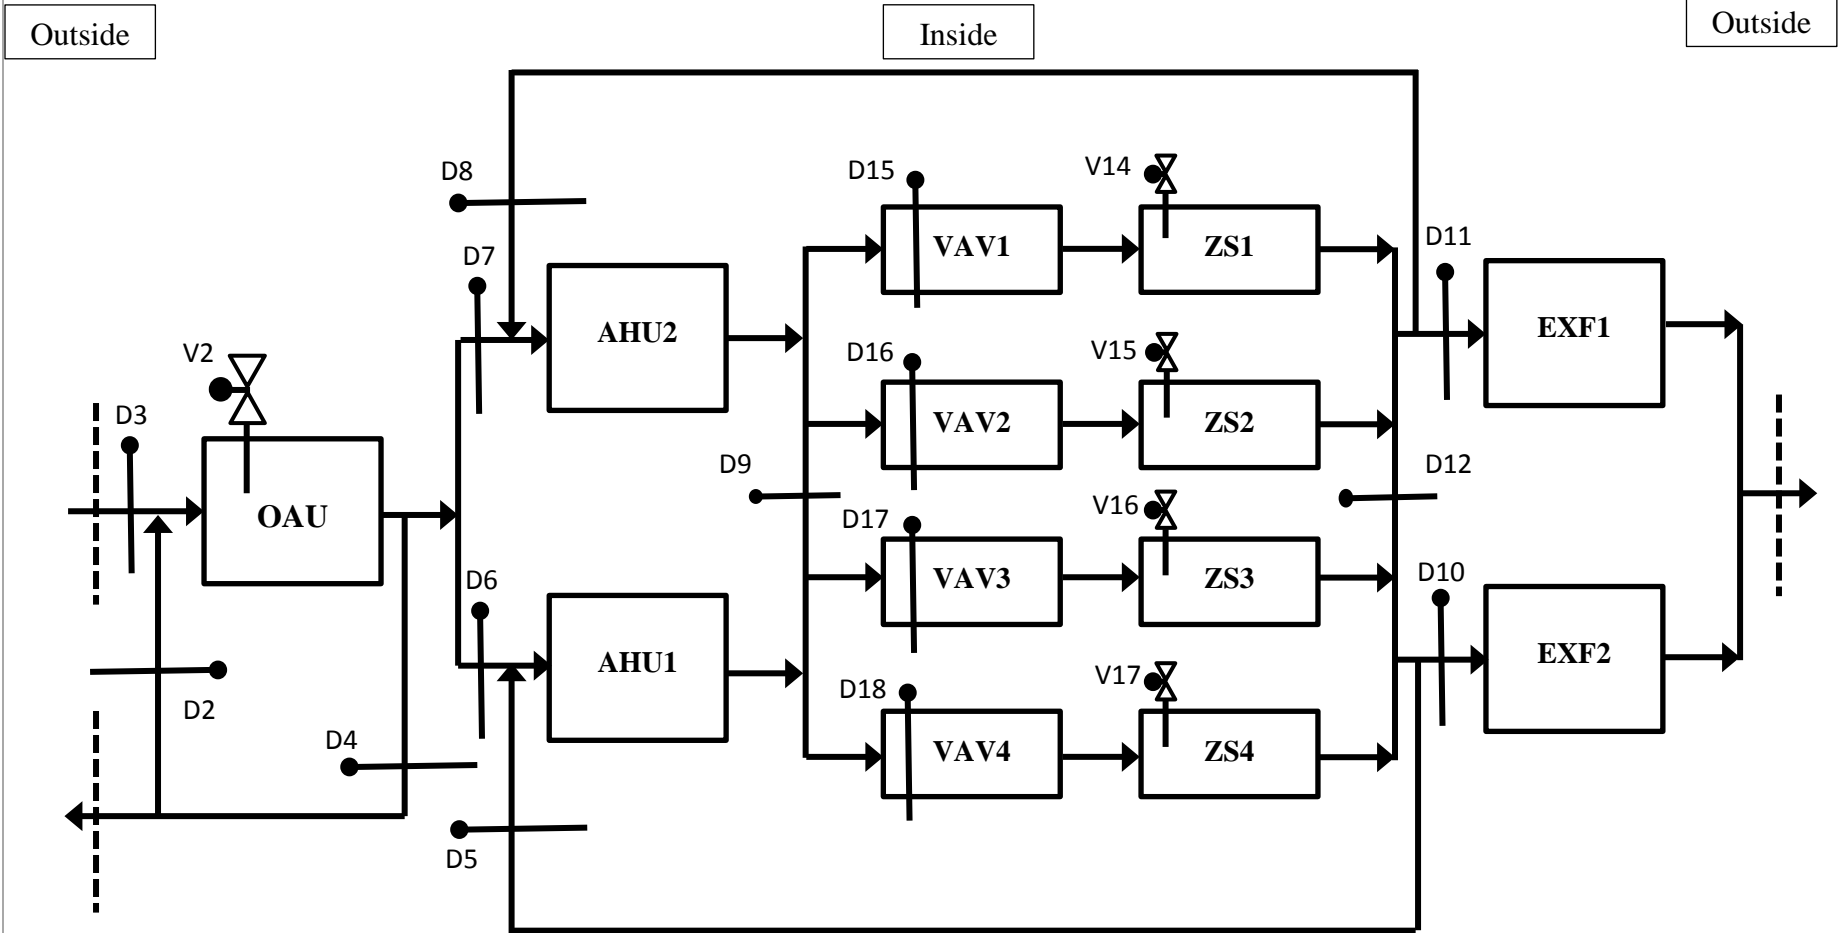 Outside
Inside
Outside
D8
D15
V14
D7
VAV1
ZS1
D11
AHU2
EXF1
V2
D16
V15
D3
VAV2
ZS2
D9
D12
OAU
D17
V16
D6
VAV3
ZS3
D10
AHU1
EXF2
D2
D18
V17
D4
VAV4
ZS4
D5